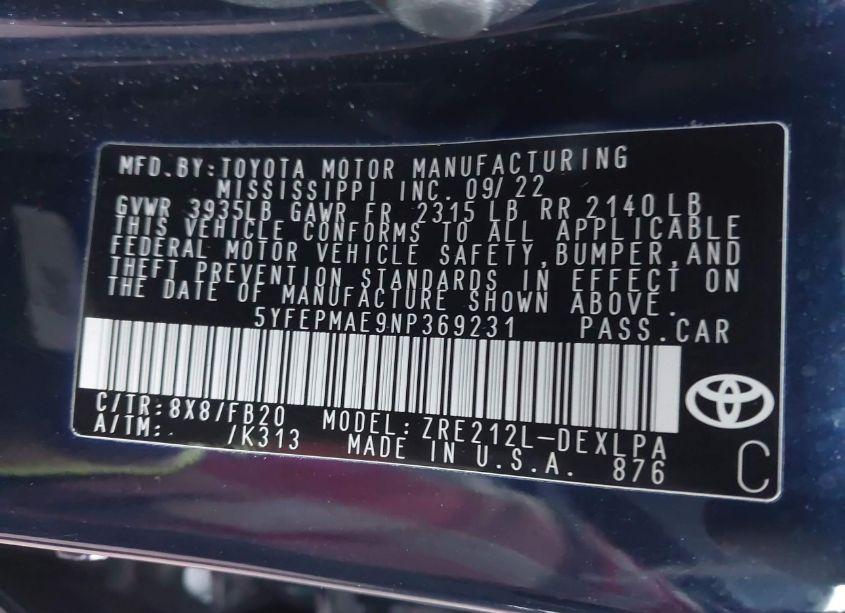 MFD.BY:TOYOTA MOTOR MANUFACTURING
MISSISSIPPI INC. 09/22
GVWR 3935LB GAWR FR 2315 LB RR 2140 LB
THIS VEHICLE CONFORMS TO ALL APPLICABLE
FEDERAL MOTOR VEHICLE SAFETY,BUMPER,AND
THEFT PREVENTION STANDARDS IN EFFECT ON
THE DATE OF MANUFACTURE SHOWN ABOVE.
5YFEPMAE9NP369231 PASS.CAR
C/TR:8X8/FB20 MODEL:ZRE212L-DEXLPA
A/TM: /K313 MADE IN U.S.A. 876
C